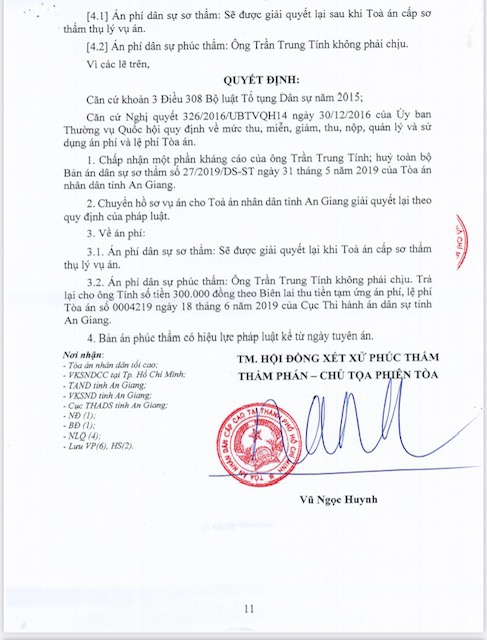 [4.1] Án phí dân sự sơ thẩm: Sẽ được giải quyết lại sau khi Toà án cấp sơ
thẩm thụ lý vụ án.
[4.2] Án phí dân sự phúc thẩm: Ông Trần Trung Tính không phải chịu.
Vì các lẽ trên,
QUYẾT ĐỊNH:
Căn cứ khoản 3 Điều 308 Bộ luật Tố tụng Dân sự năm 2015;
Căn cứ Nghị quyết 326/2016/UBTVQH14 ngày 30/12/2016 của Ủy ban
Thường vụ Quốc hội quy định về mức thu, miễn, giảm, thu, nộp, quản lý và sử
dụng án phí và lệ phí Tòa án.
1. Chấp nhận một phần kháng cáo của ông Trần Trung Tính; huỷ toàn bộ
Bản án dân sự sơ thẩm số 27/2019/DS-ST ngày 31 tháng 5 năm 2019 của Tòa án
nhân dân tỉnh An Giang.
2. Chuyển hồ sơ vụ án cho Toà án nhân dân tỉnh An Giang giải quyết lại theo
quy định của pháp luật.
3. Về án phí:
3.1. Án phí dân sự sơ thẩm: Sẽ được giải quyết lại khi Toà án cấp sơ thẩm
thụ lý vụ án.
3.2. Án phí dân sự phúc thẩm: Ông Trần Trung Tính không phải chịu. Trả
lại cho ông Tính số tiền 300.000 đồng theo Biên lai thu tiền tạm ứng án phí, lệ phí
Tòa án số 0004219 ngày 18 tháng 6 năm 2019 của Cục Thi hành án dân sự tỉnh
An Giang.
4. Bản án phúc thẩm có hiệu lực pháp luật kể từ ngày tuyên án.
Nơi nhận:
- Tòa án nhân dân tối cao;
- VKSNDCC tại Tp. Hồ Chí Minh;
- TAND tỉnh An Giang;
- VKSND tỉnh An Giang;
- Cục THADS tỉnh An Giang;
- NĐ (1);
- BĐ (1);
- NLQ (4);
- Lưu VP(6), HS(2).
TM. HỘI ĐỒNG XÉT XỬ PHÚC THẨM
THẨM PHÁN – CHỦ TỌA PHIÊN TÒA
TÒA ÁN NHÂN DÂN CẤP CAO TẠI THÀNH PHỐ HỒ CHÍ MINH
Vũ Ngọc Huynh
11